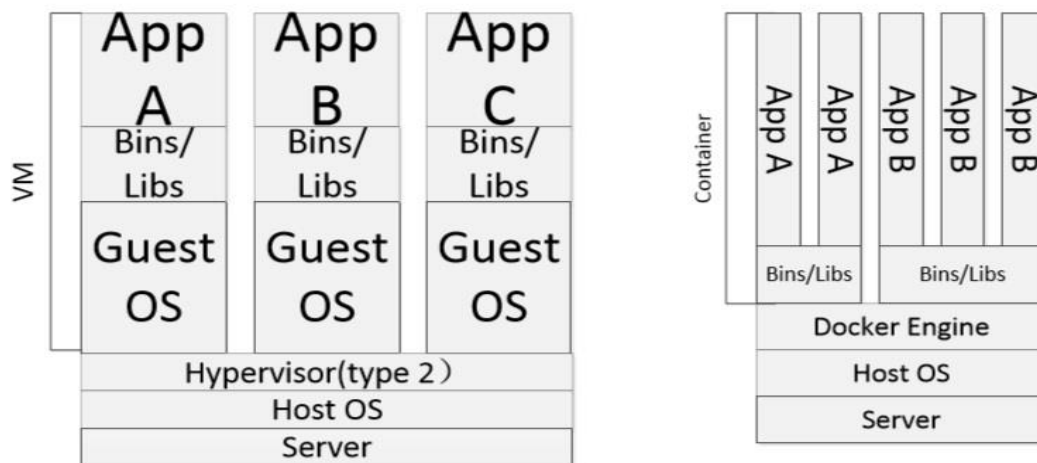 VM
App
A
App
B
App
C
Bins/
Libs
Bins/
Libs
Bins/
Libs
Guest
OS
Guest
OS
Guest
OS
Hypervisor(type 2）
Host OS
Server
Container
App A
App A
App B
App B
App B
Bins/Libs
Bins/Libs
Docker Engine
Host OS
Server